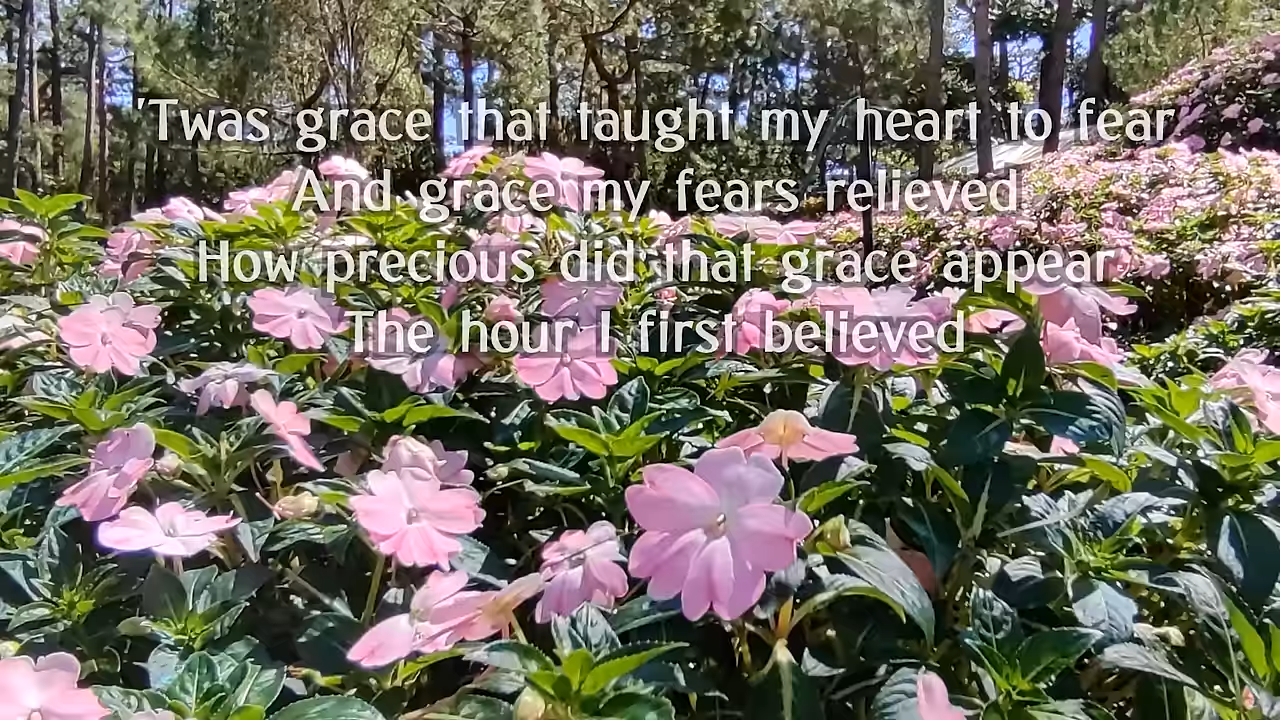 'Twas grace that taught my heart to fear
And grace my fears relieved
How precious did that grace appear
The hour I first believed